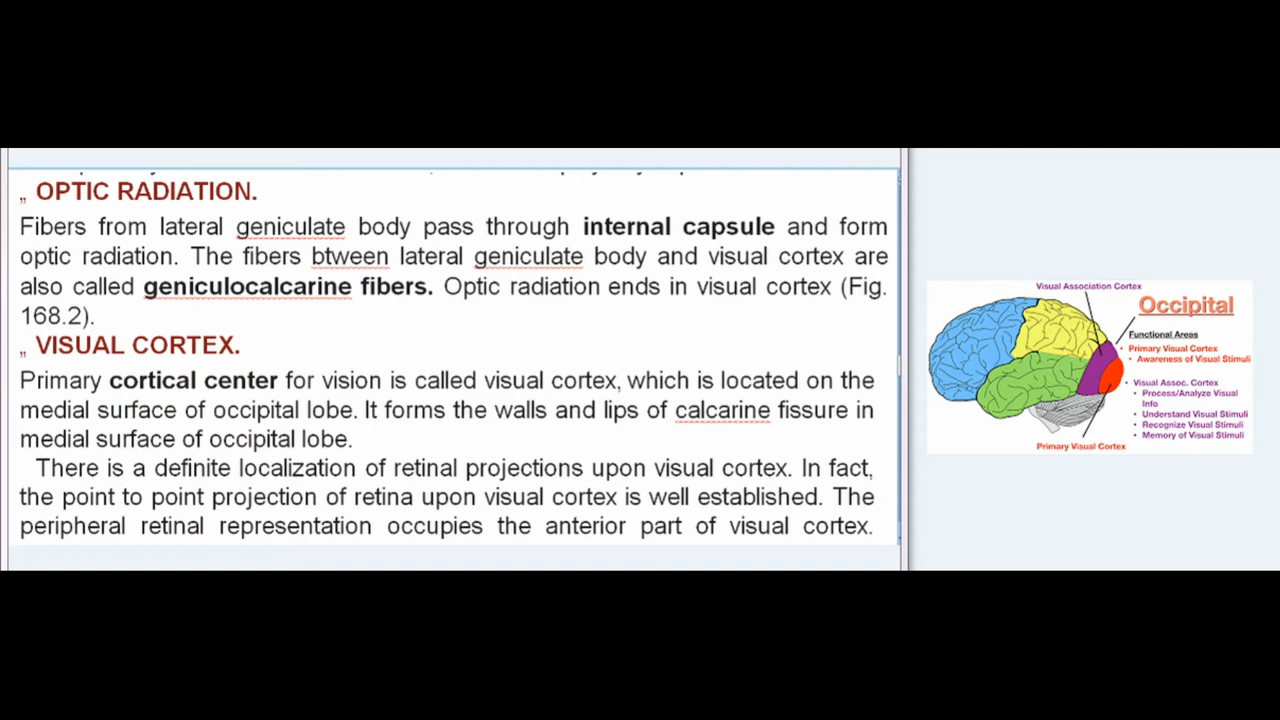 „ OPTIC RADIATION.
Fibers from lateral geniculate body pass through internal capsule and form
optic radiation. The fibers btween lateral geniculate body and visual cortex are
also called geniculocalcarine fibers. Optic radiation ends in visual cortex (Fig.
168.2).
„ VISUAL CORTEX.
Primary cortical center for vision is called visual cortex, which is located on the
medial surface of occipital lobe. It forms the walls and lips of calcarine fissure in
medial surface of occipital lobe.
There is a definite localization of retinal projections upon visual cortex. In fact,
the point to point projection of retina upon visual cortex is well established. The
peripheral retinal representation occupies the anterior part of visual cortex.
Visual Association Cortex
Occipital
Functional Areas
• Primary Visual Cortex
• Awareness of Visual Stimuli
• Visual Assoc. Cortex
• Process/Analyze Visual
Info
• Understand Visual Stimuli
• Recognize Visual Stimuli
• Memory of Visual Stimuli
Primary Visual Cortex